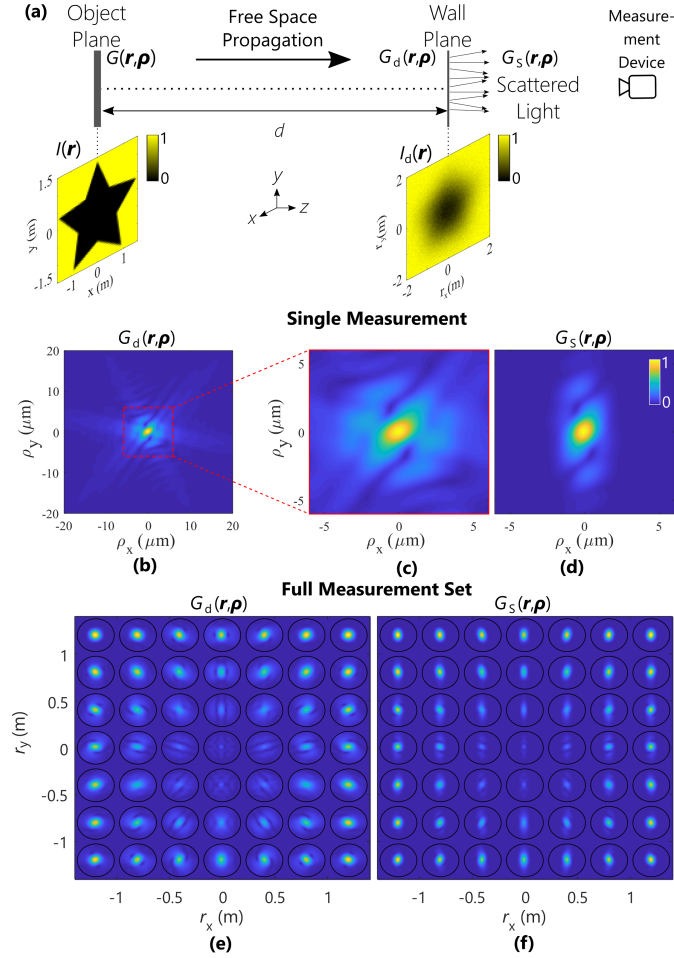 (a)
Object
Plane
Free Space
Propagation
Wall
Plane
Measure-
ment
Device
G(r,ρ)
G_d(r,ρ)
G_S(r,ρ)
Scattered
Light
d
I(r)
1
0
1.5
0
-1.5
y (m)
-1
0
1
x (m)
y
x
z
I_d(r)
1
0
2
0
-2
r_y(m)
-2
0
2
r_x(m)
Single Measurement
G_d(r,ρ)
G_S(r,ρ)
20
10
0
-10
-20
ρ_y (μm)
-20
-10
0
10
20
ρ_x (μm)
(b)
5
0
-5
ρ_y (μm)
-5
0
5
ρ_x (μm)
(c)
1
0
-5
0
5
ρ_x (μm)
(d)
Full Measurement Set
G_d(r,ρ)
G_S(r,ρ)
1
0.5
0
-0.5
-1
r_y (m)
-1
-0.5
0
0.5
1
r_x (m)
(e)
-1
-0.5
0
0.5
1
r_x (m)
(f)